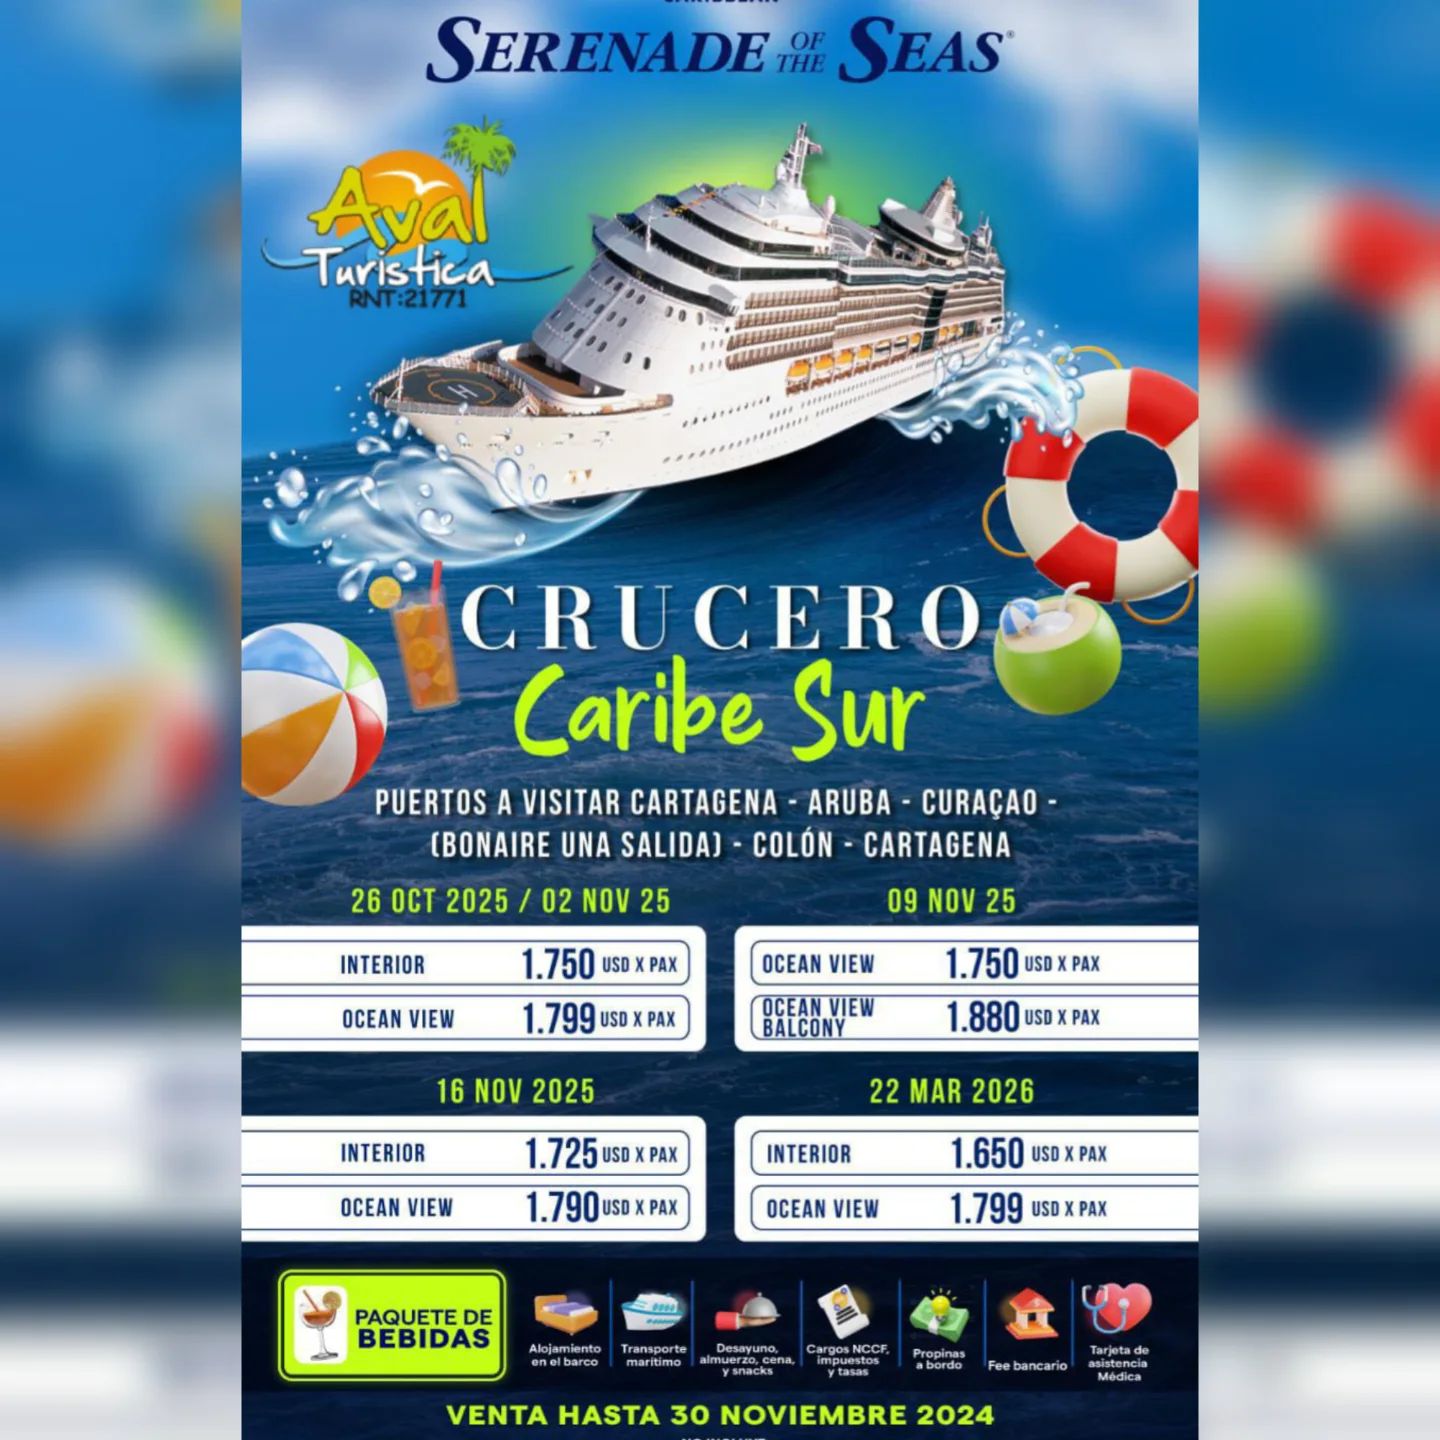 CARIBBEAN
SERENADE OF THE SEAS®
Aval
Turistica
RNT:21771
H
CRUCERO
Caribe Sur
PUERTOS A VISITAR CARTAGENA - ARUBA - CURAÇAO -
(BONAIRE UNA SALIDA) - COLÓN - CARTAGENA
26 OCT 2025 / 02 NOV 25
INTERIOR 1.750 USD X PAX
OCEAN VIEW 1.799 USD X PAX
09 NOV 25
OCEAN VIEW 1.750 USD X PAX
OCEAN VIEW
BALCONY 1.880 USD X PAX
16 NOV 2025
INTERIOR 1.725 USD X PAX
OCEAN VIEW 1.790 USD X PAX
22 MAR 2026
INTERIOR 1.650 USD X PAX
OCEAN VIEW 1.799 USD X PAX
PAQUETE DE
BEBIDAS
Alojamiento
en el barco
Transporte
marítimo
Desayuno,
almuerzo, cena,
y snacks
Cargos NCCF,
impuestos
y tasas
Propinas
a bordo
Fee bancario
Tarjeta de
asistencia
Médica
VENTA HASTA 30 NOVIEMBRE 2024